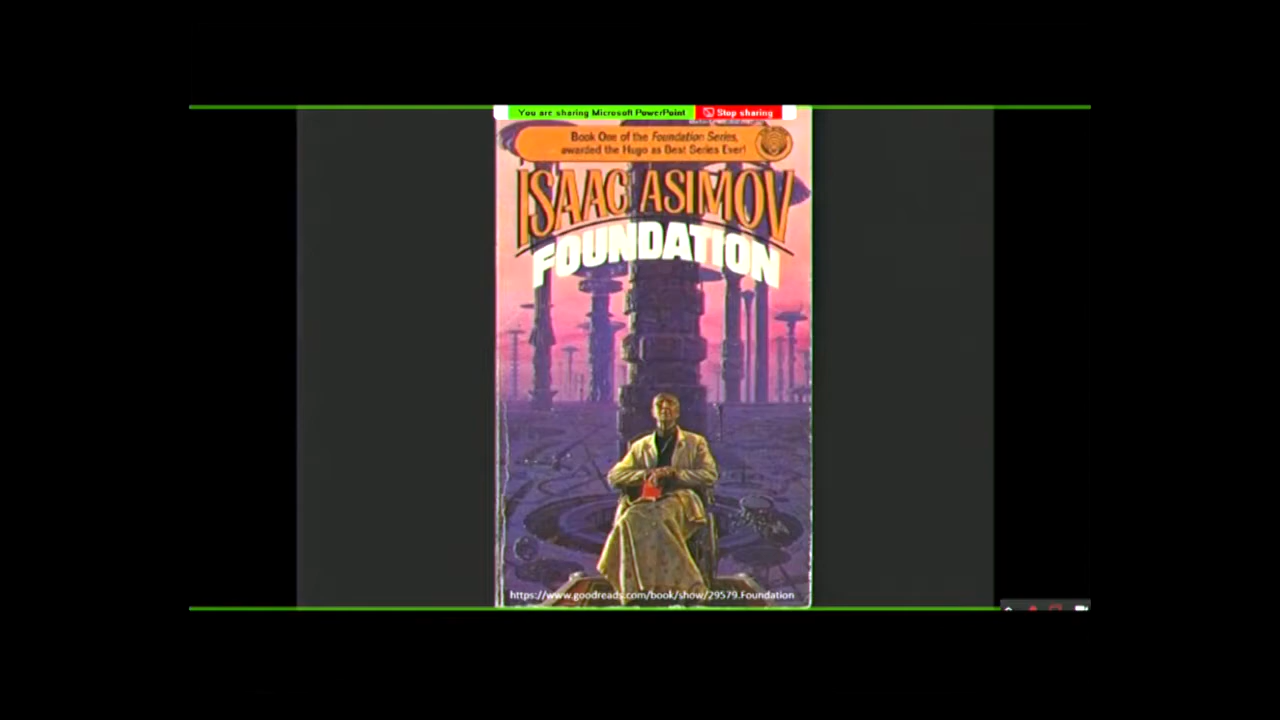 You are sharing Microsoft PowerPoint
Stop sharing
Book One of the Foundation Series,
awarded the Hugo as Best Series Ever!
ISAAC ASIMOV
FOUNDATION
https://www.goodreads.com/book/show/29579.Foundation